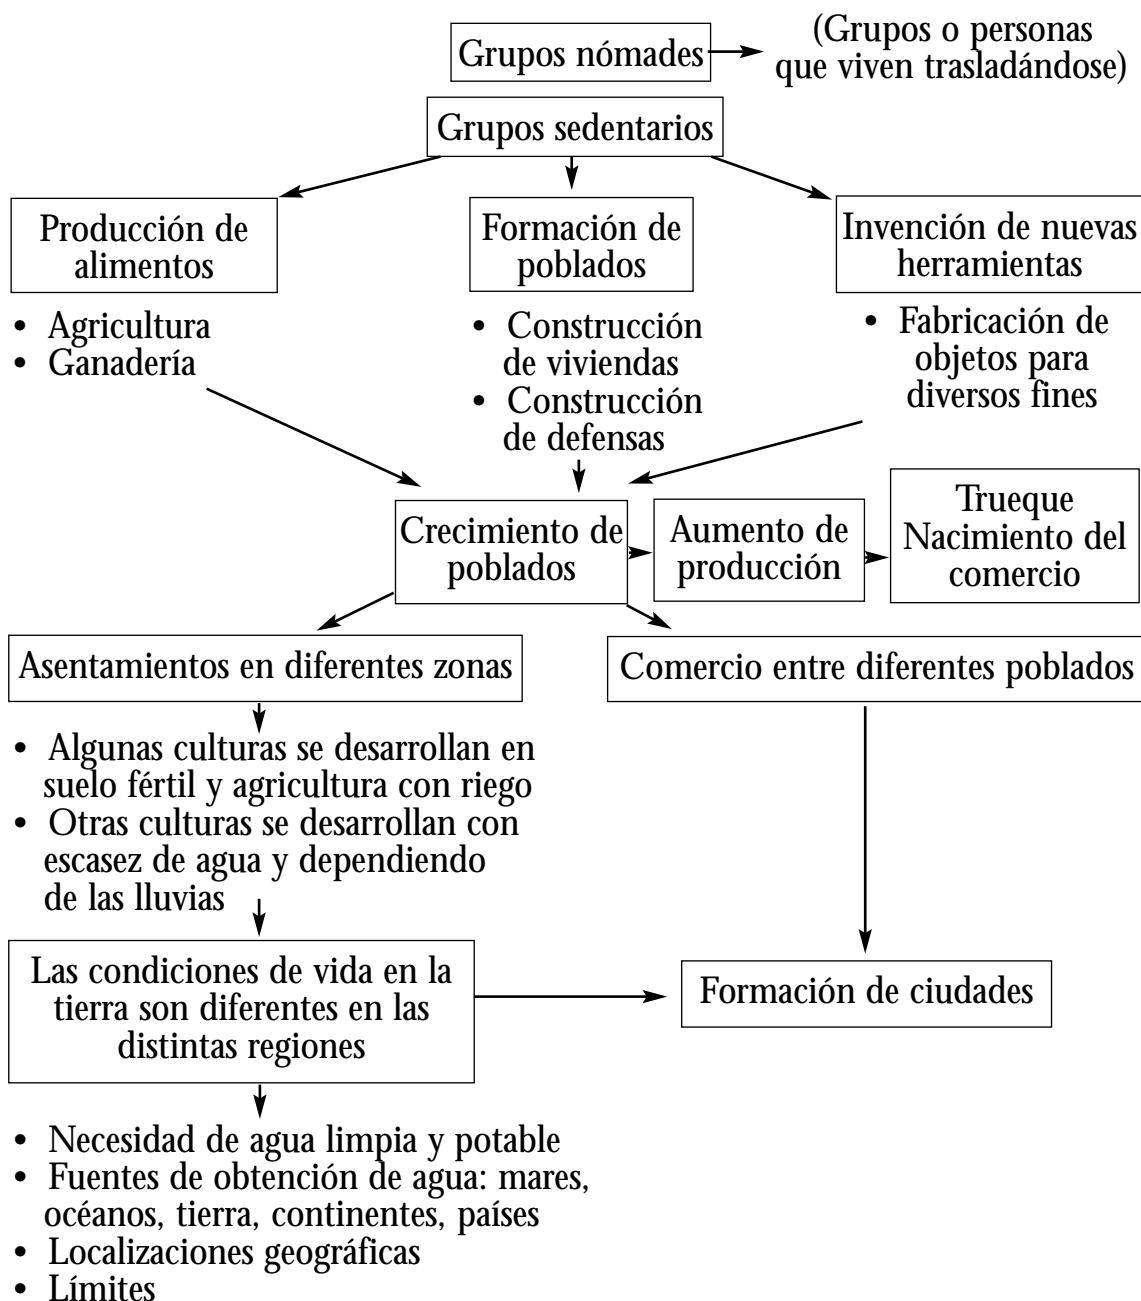 Grupos nómades
(Grupos o personas
que viven trasladándose)
Grupos sedentarios
Producción de
alimentos
Formación de
poblados
Invención de nuevas
herramientas
• Agricultura
• Ganadería
• Construcción
de viviendas
• Construcción
de defensas
• Fabricación de
objetos para
diversos fines
Crecimiento de
poblados
Aumento de
producción
Trueque
Nacimiento del
comercio
Asentamientos en diferentes zonas
Comercio entre diferentes poblados
• Algunas culturas se desarrollan en
suelo fértil y agricultura con riego
• Otras culturas se desarrollan con
escasez de agua y dependiendo
de las lluvias
Las condiciones de vida en la
tierra son diferentes en las
distintas regiones
Formación de ciudades
• Necesidad de agua limpia y potable
• Fuentes de obtención de agua: mares,
océanos, tierra, continentes, países
• Localizaciones geográficas
• Límites